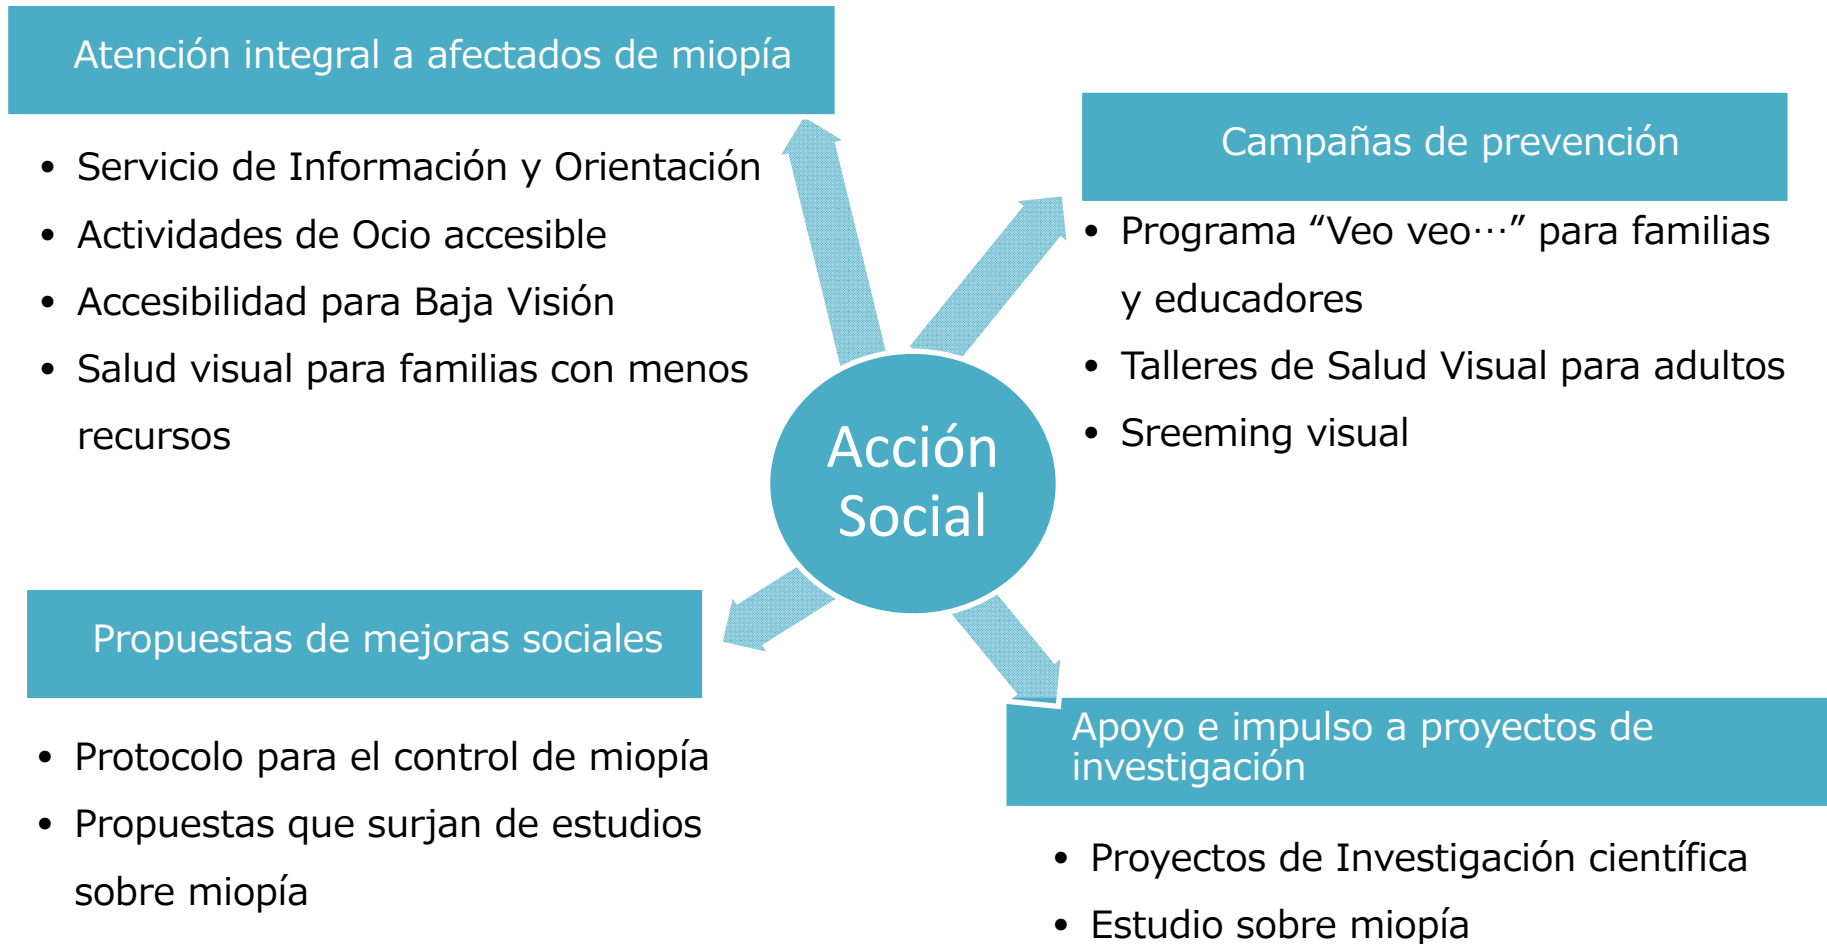 Atención integral a afectados de miopía
• Servicio de Información y Orientación
• Actividades de Ocio accesible
• Accesibilidad para Baja Visión
• Salud visual para familias con menos
recursos
Campañas de prevención
• Programa “Veo veo…” para familias
y educadores
• Talleres de Salud Visual para adultos
• Sreeming visual
Acción
Social
Propuestas de mejoras sociales
• Protocolo para el control de miopía
• Propuestas que surjan de estudios
sobre miopía
Apoyo e impulso a proyectos de
investigación
• Proyectos de Investigación científica
• Estudio sobre miopía